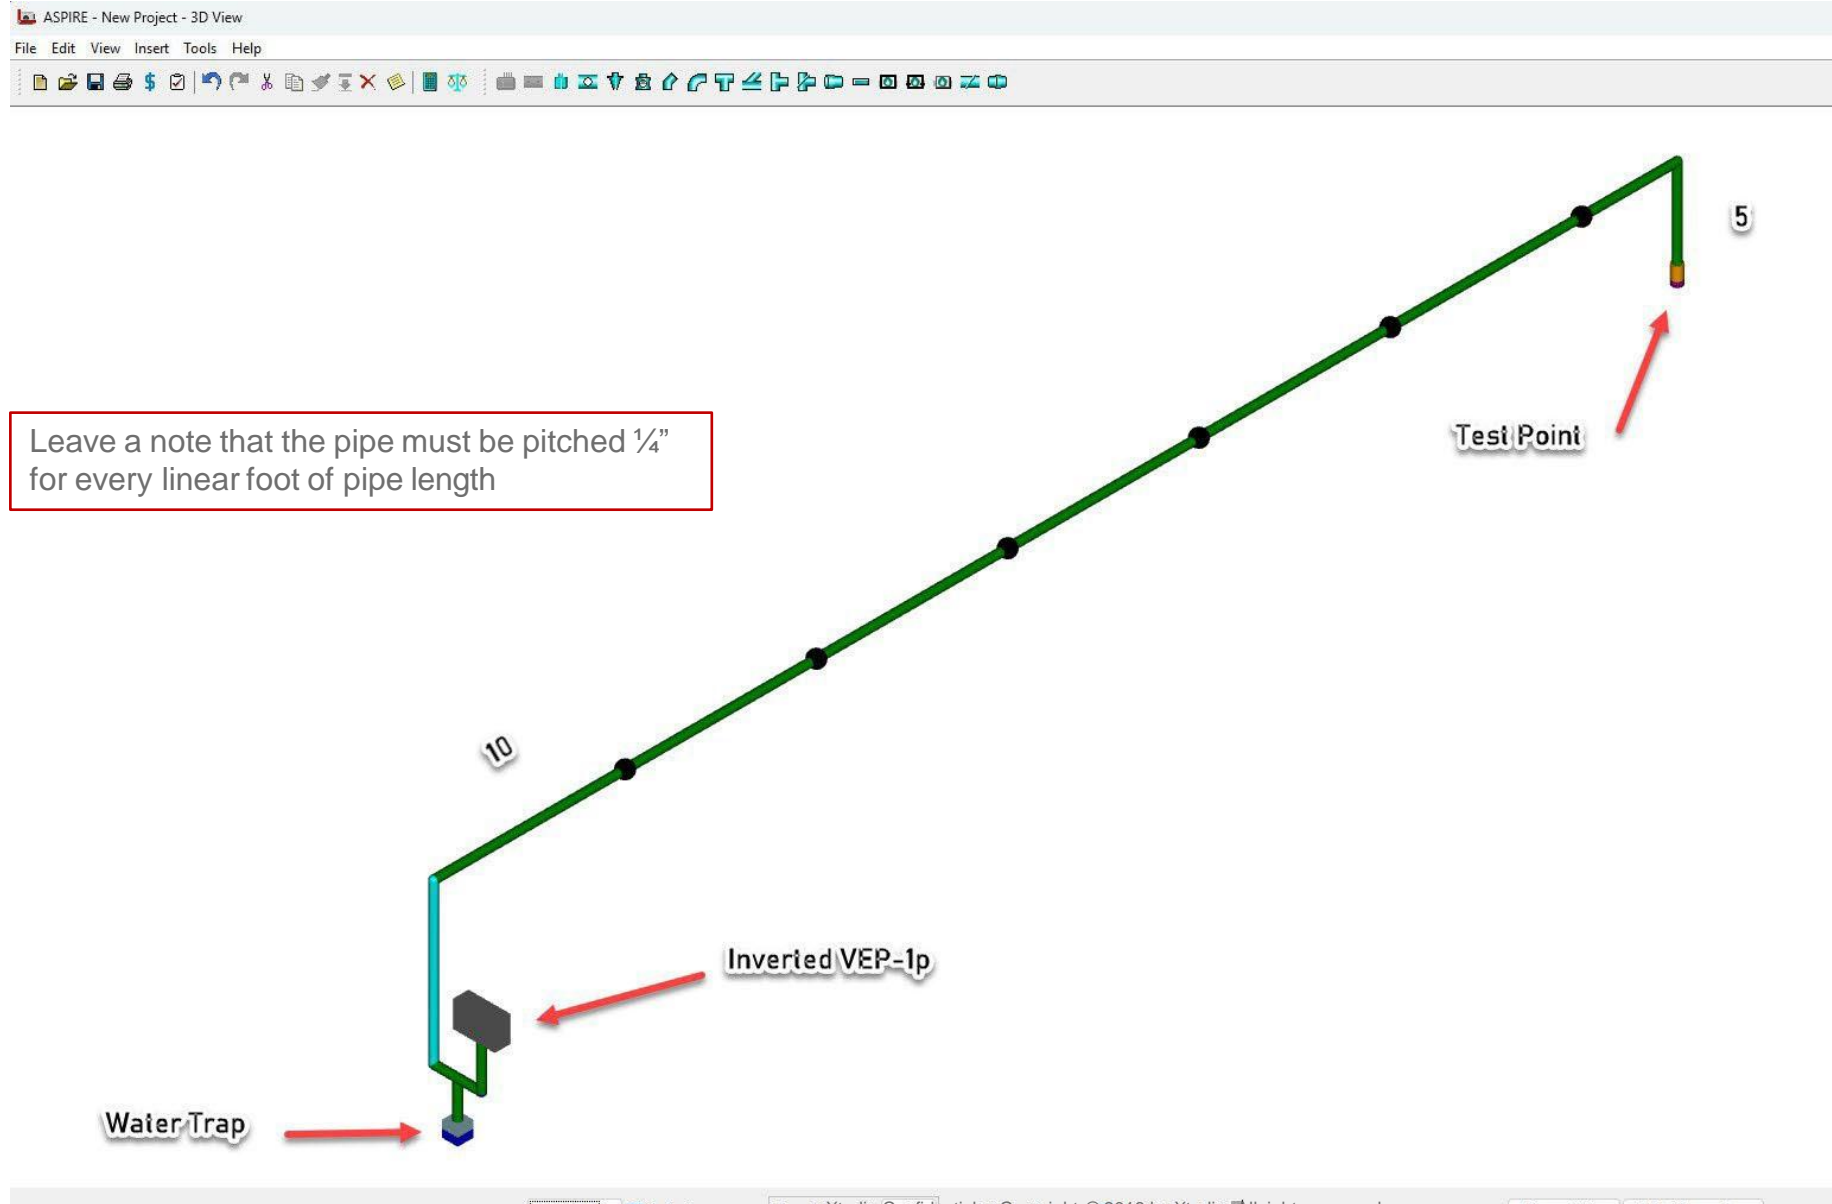 ASPIRE - New Project - 3D View
File Edit View Insert Tools Help
5
Test Point
Leave a note that the pipe must be pitched ¼”
for every linear foot of pipe length
10
Inverted VEP-1p
Water Trap